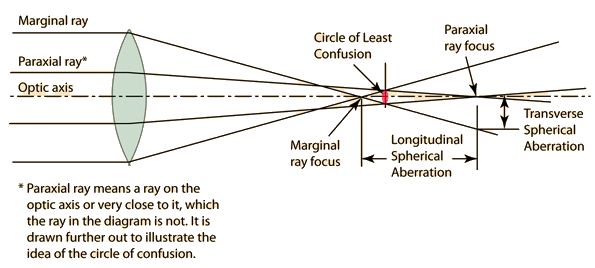 Marginal ray
Paraxial ray*
Optic axis
Circle of Least
Confusion
Paraxial
ray focus
Marginal
ray focus
Longitudinal
Spherical
Aberration
Transverse
Spherical
Aberration
* Paraxial ray means a ray on the
optic axis or very close to it, which
the ray in the diagram is not. It is
drawn further out to illustrate the
idea of the circle of confusion.